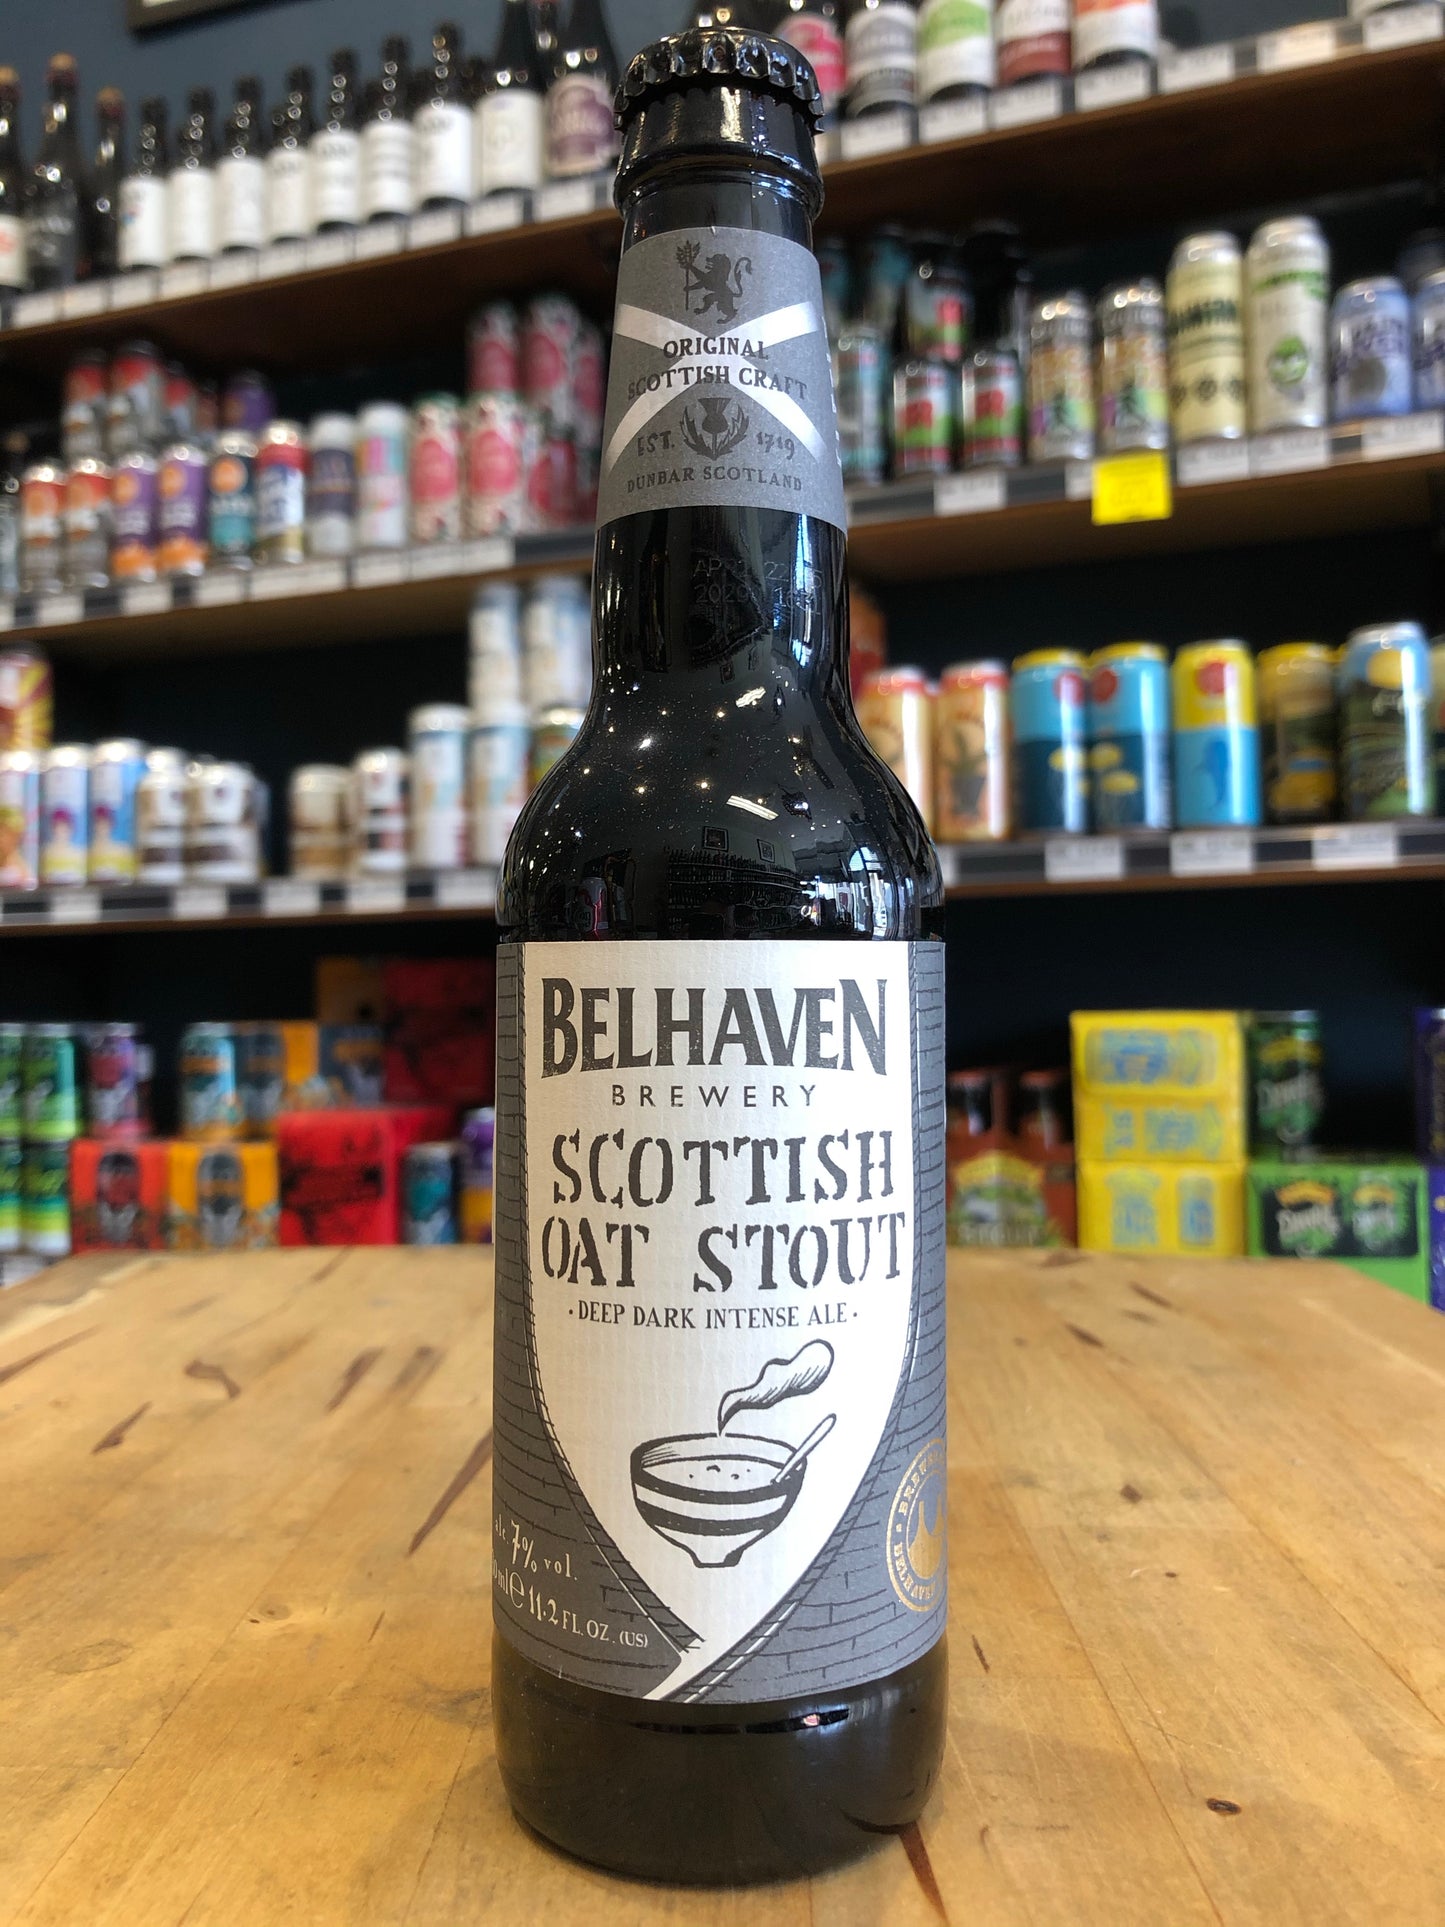 ORIGINAL
SCOTTISH CRAFT
EST. 1719
DUNBAR SCOTLAND
BELHAVEN
BREWERY
SCOTTISH
OAT STOUT
· DEEP DARK INTENSE ALE ·
alc. 7% vol.
ml e 11.2 FL. OZ. (US)